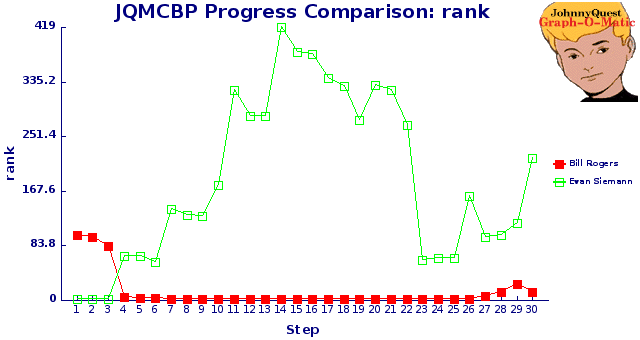 JQMCBP Progress Comparison: rank
JohnnyQuest
Graph-O-Matic
419
335.2
251.4
167.6
83.8
0
rank
Bill Rogers
Evan Siemann
1 2 3 4 5 6 7 8 9 10 11 12 13 14 15 16 17 18 19 20 21 22 23 24 25 26 27 28 29 30
Step